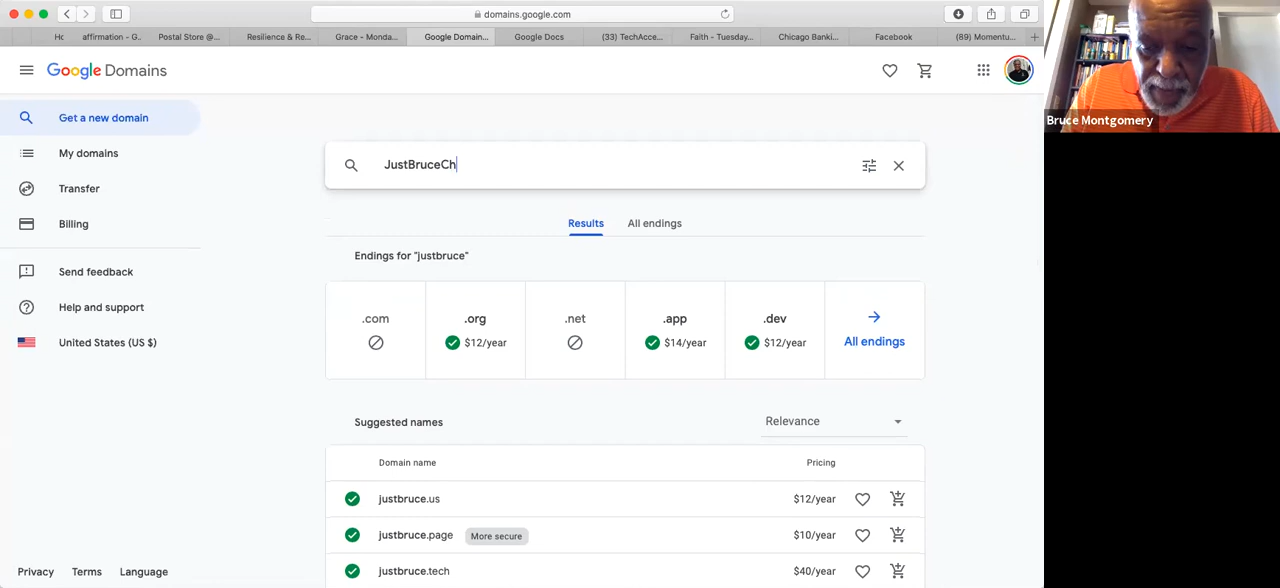 domains.google.com
Ho
affirmation - G..
Postal Store @...
Resilience & Re...
Grace - Monda...
Google Domain...
Google Docs
(33) TechAcce...
Faith - Tuesday...
Chicago Banki...
Facebook
(89) Momentu...
Google Domains
Get a new domain
My domains
Transfer
Billing
Send feedback
Help and support
United States (US $)
Privacy Terms Language
JustBruceCh
Results All endings
Endings for "justbruce"
.com
.org
$12/year
.net
.app
$14/year
.dev
$12/year
All endings
Suggested names
Relevance
Domain name Pricing
justbruce.us $12/year
justbruce.page More secure $10/year
justbruce.tech $40/year
Bruce Montgomery